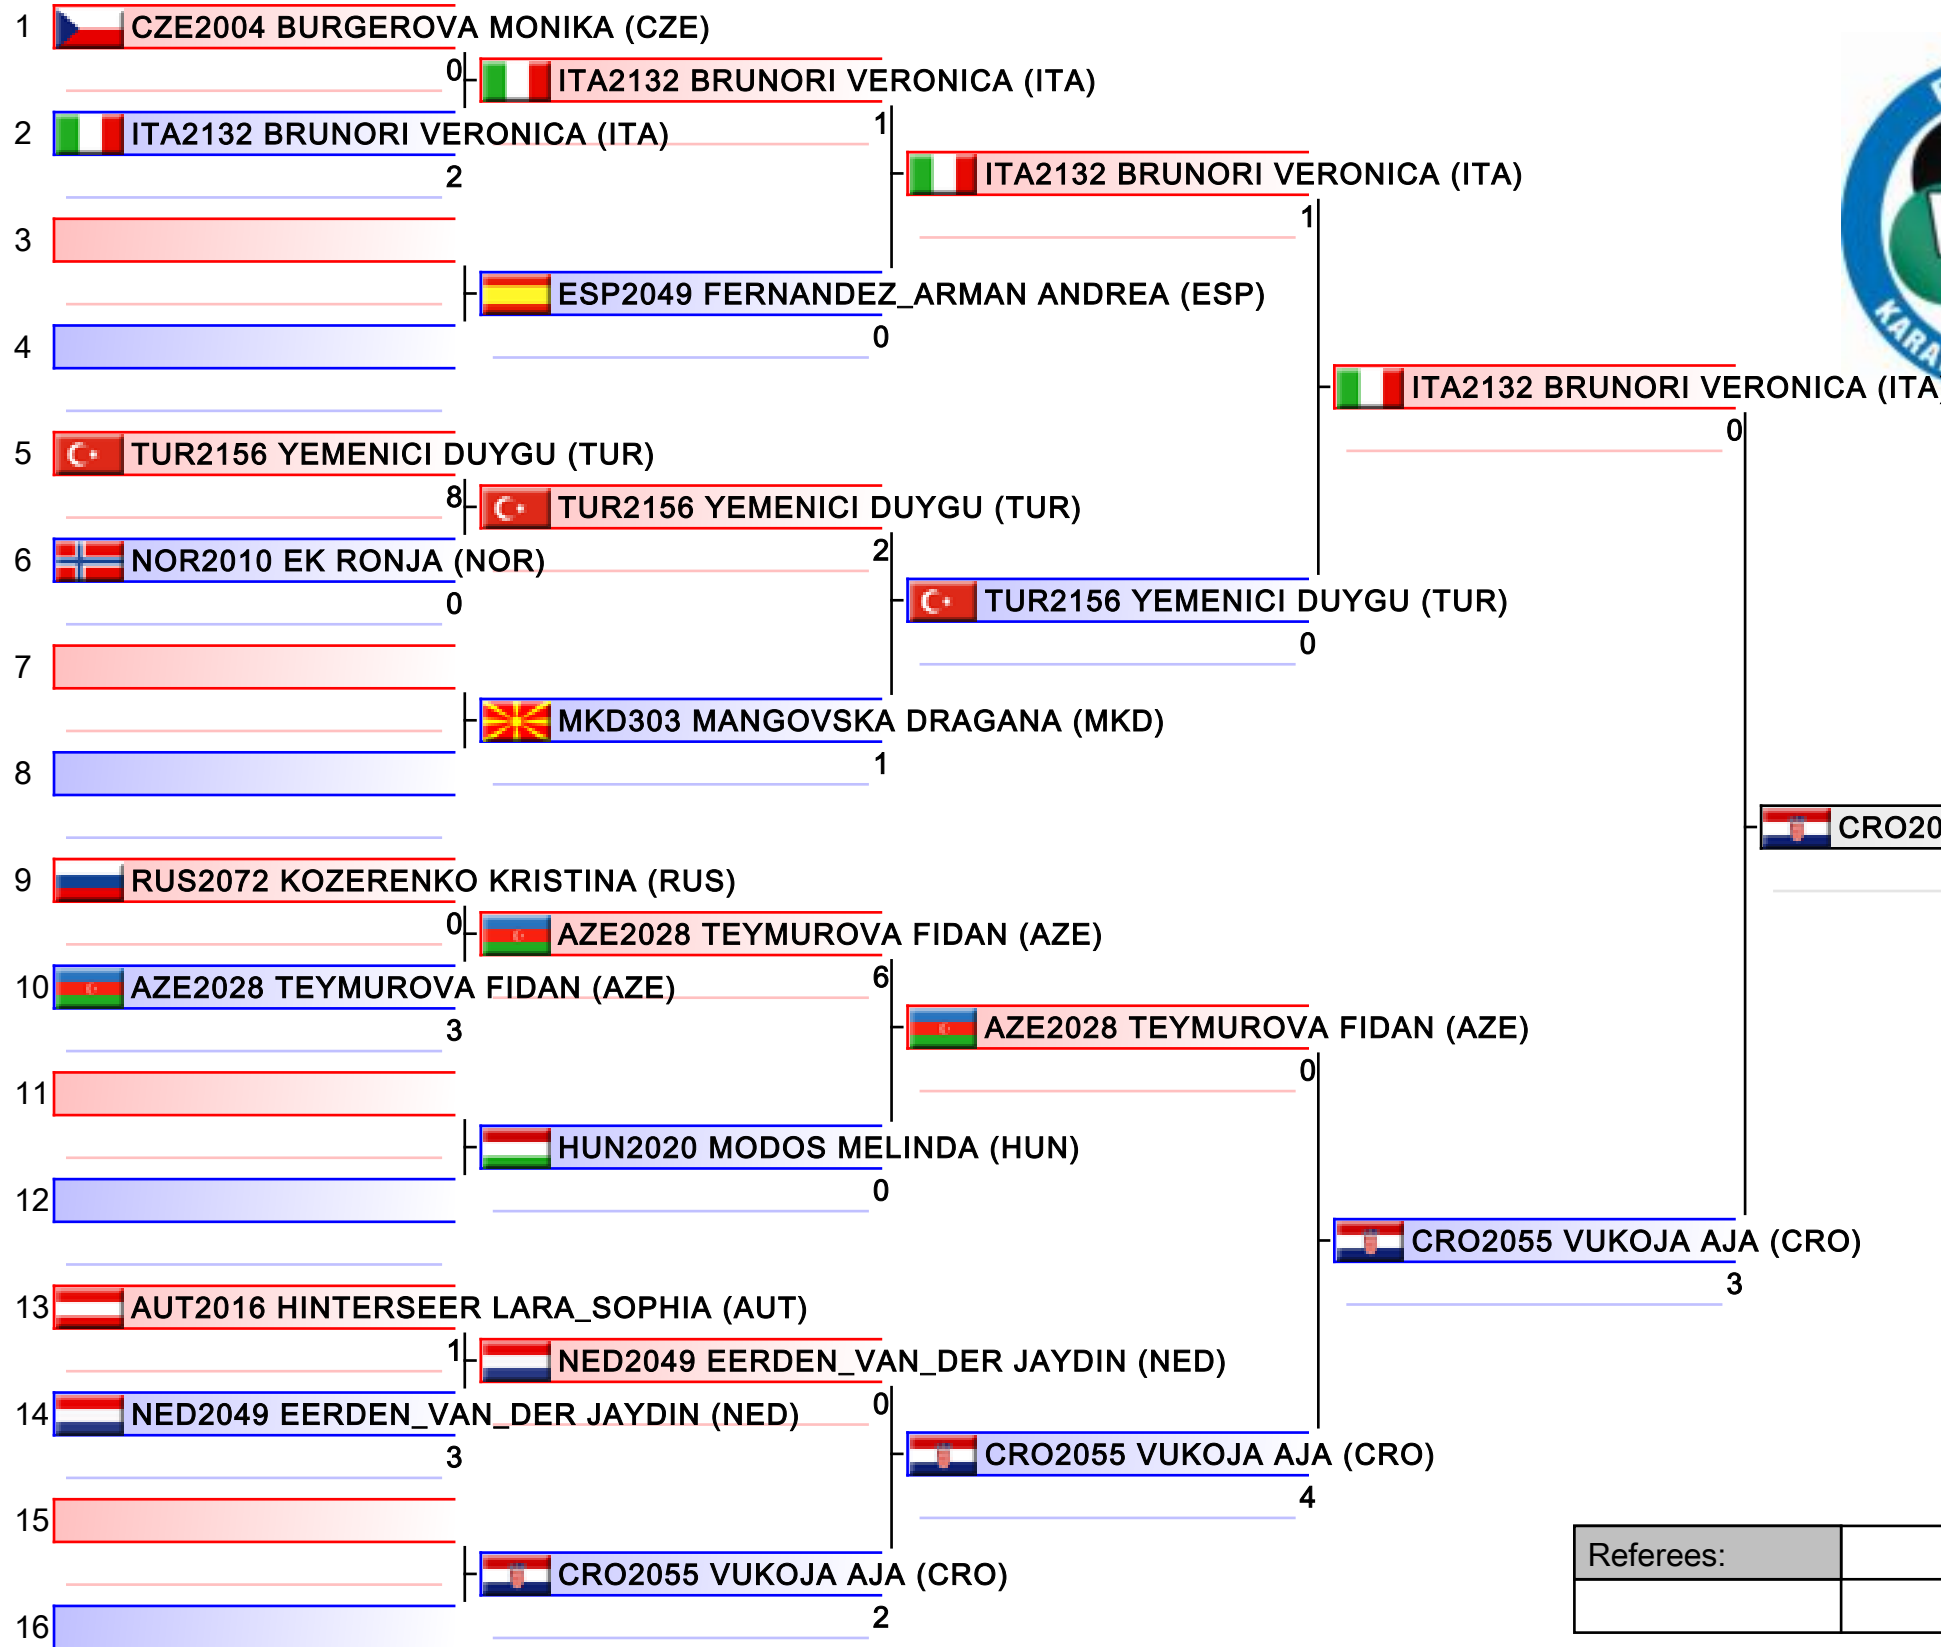 1 CZE2004 BURGEROVA MONIKA (CZE)
0 ITA2132 BRUNORI VERONICA (ITA)
2 ITA2132 BRUNORI VERONICA (ITA)
1
2
ITA2132 BRUNORI VERONICA (ITA)
1
3
ESP2049 FERNANDEZ_ARMAN ANDREA (ESP)
0
4
ITA2132 BRUNORI VERONICA (ITA)
0
5 TUR2156 YEMENICI DUYGU (TUR)
8 TUR2156 YEMENICI DUYGU (TUR)
2
6 NOR2010 EK RONJA (NOR)
0
TUR2156 YEMENICI DUYGU (TUR)
0
7
MKD303 MANGOVSKA DRAGANA (MKD)
1
8
CRO20
9 RUS2072 KOZERENKO KRISTINA (RUS)
0 AZE2028 TEYMUROVA FIDAN (AZE)
6
10 AZE2028 TEYMUROVA FIDAN (AZE)
3
AZE2028 TEYMUROVA FIDAN (AZE)
0
11
HUN2020 MODOS MELINDA (HUN)
0
12
CRO2055 VUKOJA AJA (CRO)
3
13 AUT2016 HINTERSEER LARA_SOPHIA (AUT)
1 NED2049 EERDEN_VAN_DER JAYDIN (NED)
0
14 NED2049 EERDEN_VAN_DER JAYDIN (NED)
3
CRO2055 VUKOJA AJA (CRO)
4
15
CRO2055 VUKOJA AJA (CRO)
2
16
Referees:
KARA